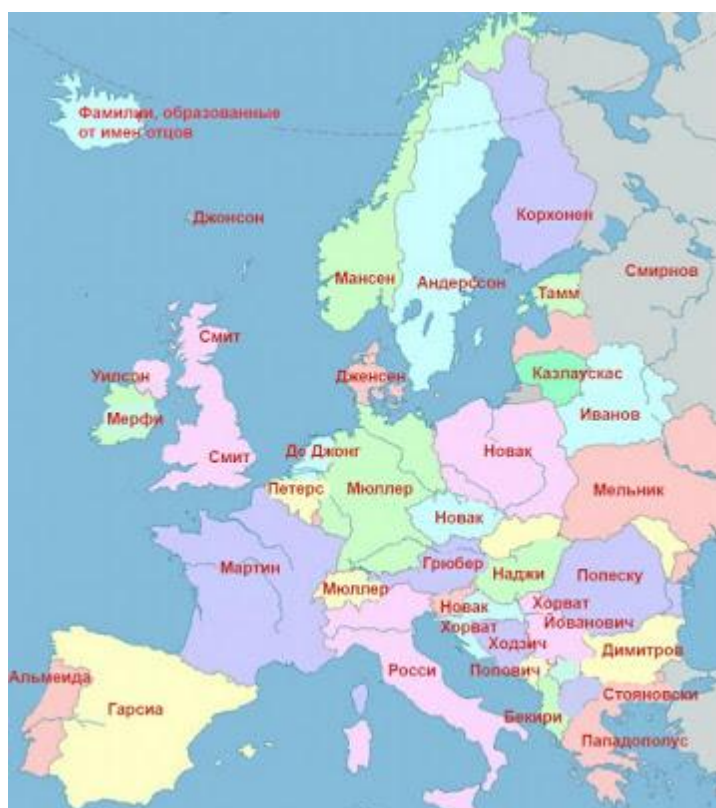 Фамилии, образованные
от имен отцов
Джонсон
Корхонен
Мансен
Андерссон
Смирнов
Тамм
Смит
Уилсон
Дженсен
Казлаускас
Мерфи
Иванов
Смит
До Джонг
Новак
Петерс
Мюллер
Мельник
Новак
Мартин
Грюбер
Наджи
Попеску
Мюллер
Новак
Хорват
Хорват
Йованович
Ходзич
Димитров
Росси
Попович
Альмеида
Гарсиа
Стояновски
Бекири
Пападополус